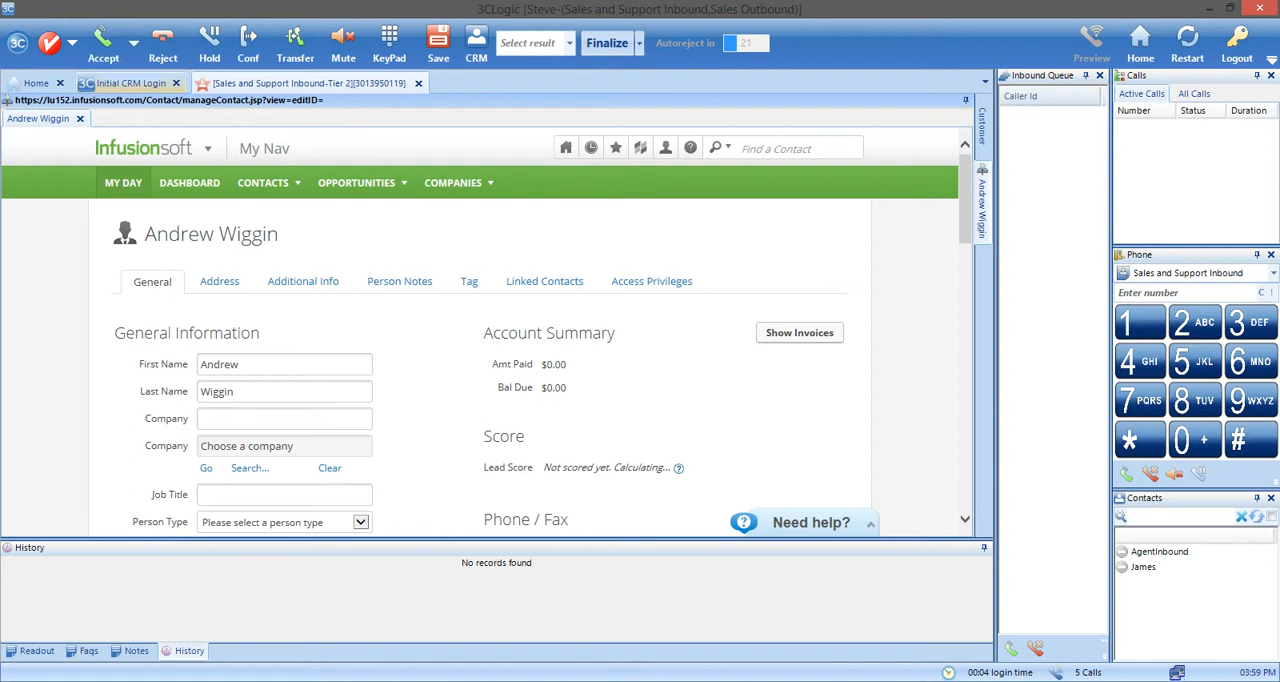 3CLogic [Steve-(Sales and Support Inbound,Sales Outbound)]
3C
Accept Reject Hold Conf Transfer Mute KeyPad Save CRM
Select result Finalize Autoreject in 21
Preview Home Restart Logout
Home 3C Initial CRM Login [Sales and Support Inbound-Tier 2][3013950119]
https://lu152.infusionsoft.com/Contact/manageContact.jsp?view=editID=
Andrew Wiggin
Infusionsoft My Nav Find a Contact
MY DAY DASHBOARD CONTACTS OPPORTUNITIES COMPANIES
Andrew Wiggin
General Address Additional Info Person Notes Tag Linked Contacts Access Privileges
General Information
First Name Andrew
Last Name Wiggin
Company
Company Choose a company
Go Search... Clear
Job Title
Person Type Please select a person type
Account Summary Show Invoices
Amt Paid $0.00
Bal Due $0.00
Score
Lead Score Not scored yet. Calculating... ?
Phone / Fax
? Need help?
Customer
Andrew Wiggin
History
No records found
Readout Faqs Notes History
Inbound Queue
Caller Id
Calls
Active Calls All Calls
Number Status Duration
Phone
Sales and Support Inbound
Enter number C
1 2 ABC 3 DEF
4 GHI 5 JKL 6 MNO
7 PQRS 8 TUV 9 WXYZ
* 0 + #
Contacts
AgentInbound
James
00:04 login time 5 Calls 03:59 PM